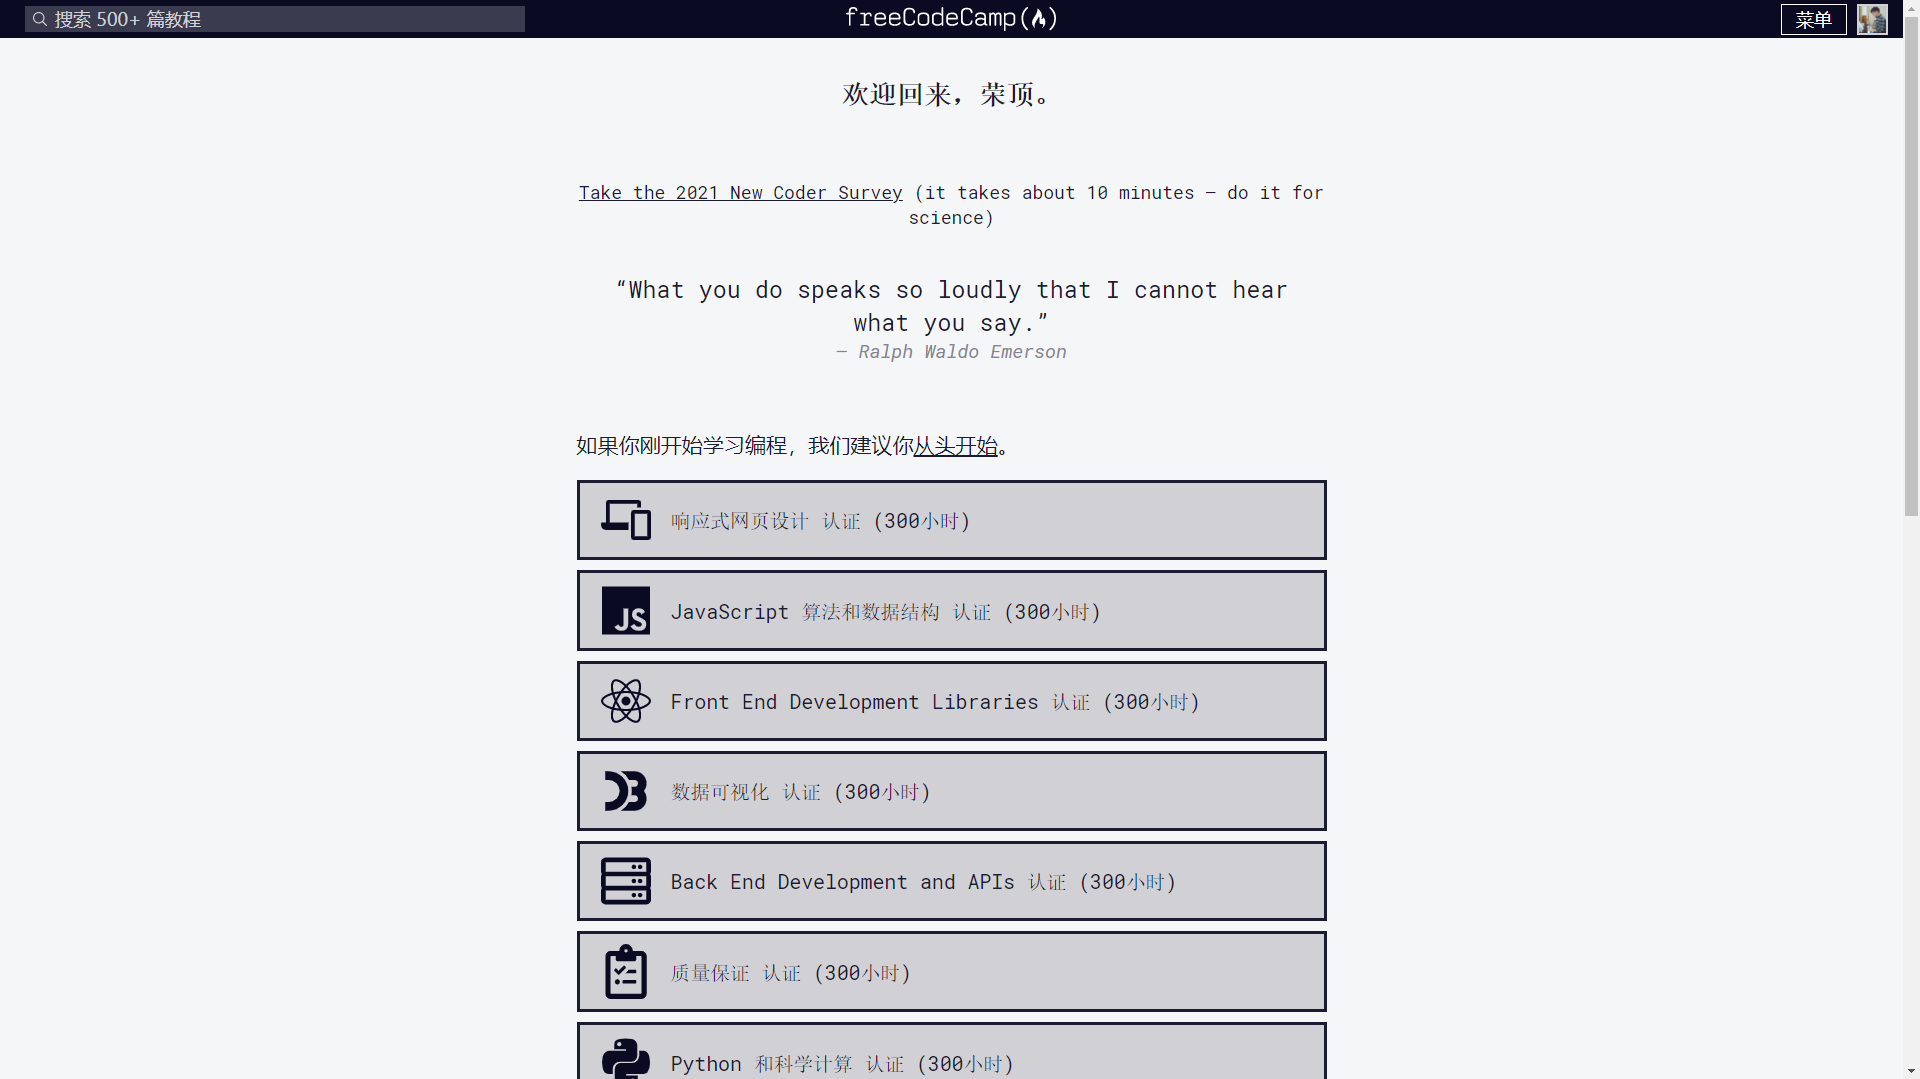 搜索 500+ 篇教程
freeCodeCamp(🔥)
菜单
欢迎回来，荣顶。
Take the 2021 New Coder Survey (it takes about 10 minutes — do it for
science)
“What you do speaks so loudly that I cannot hear
what you say.”
— Ralph Waldo Emerson
如果你刚开始学习编程，我们建议你从头开始。
响应式网页设计 认证 (300小时)
JS
JavaScript 算法和数据结构 认证 (300小时)
Front End Development Libraries 认证 (300小时)
数据可视化 认证 (300小时)
Back End Development and APIs 认证 (300小时)
质量保证 认证 (300小时)
Python 和科学计算 认证 (300小时)